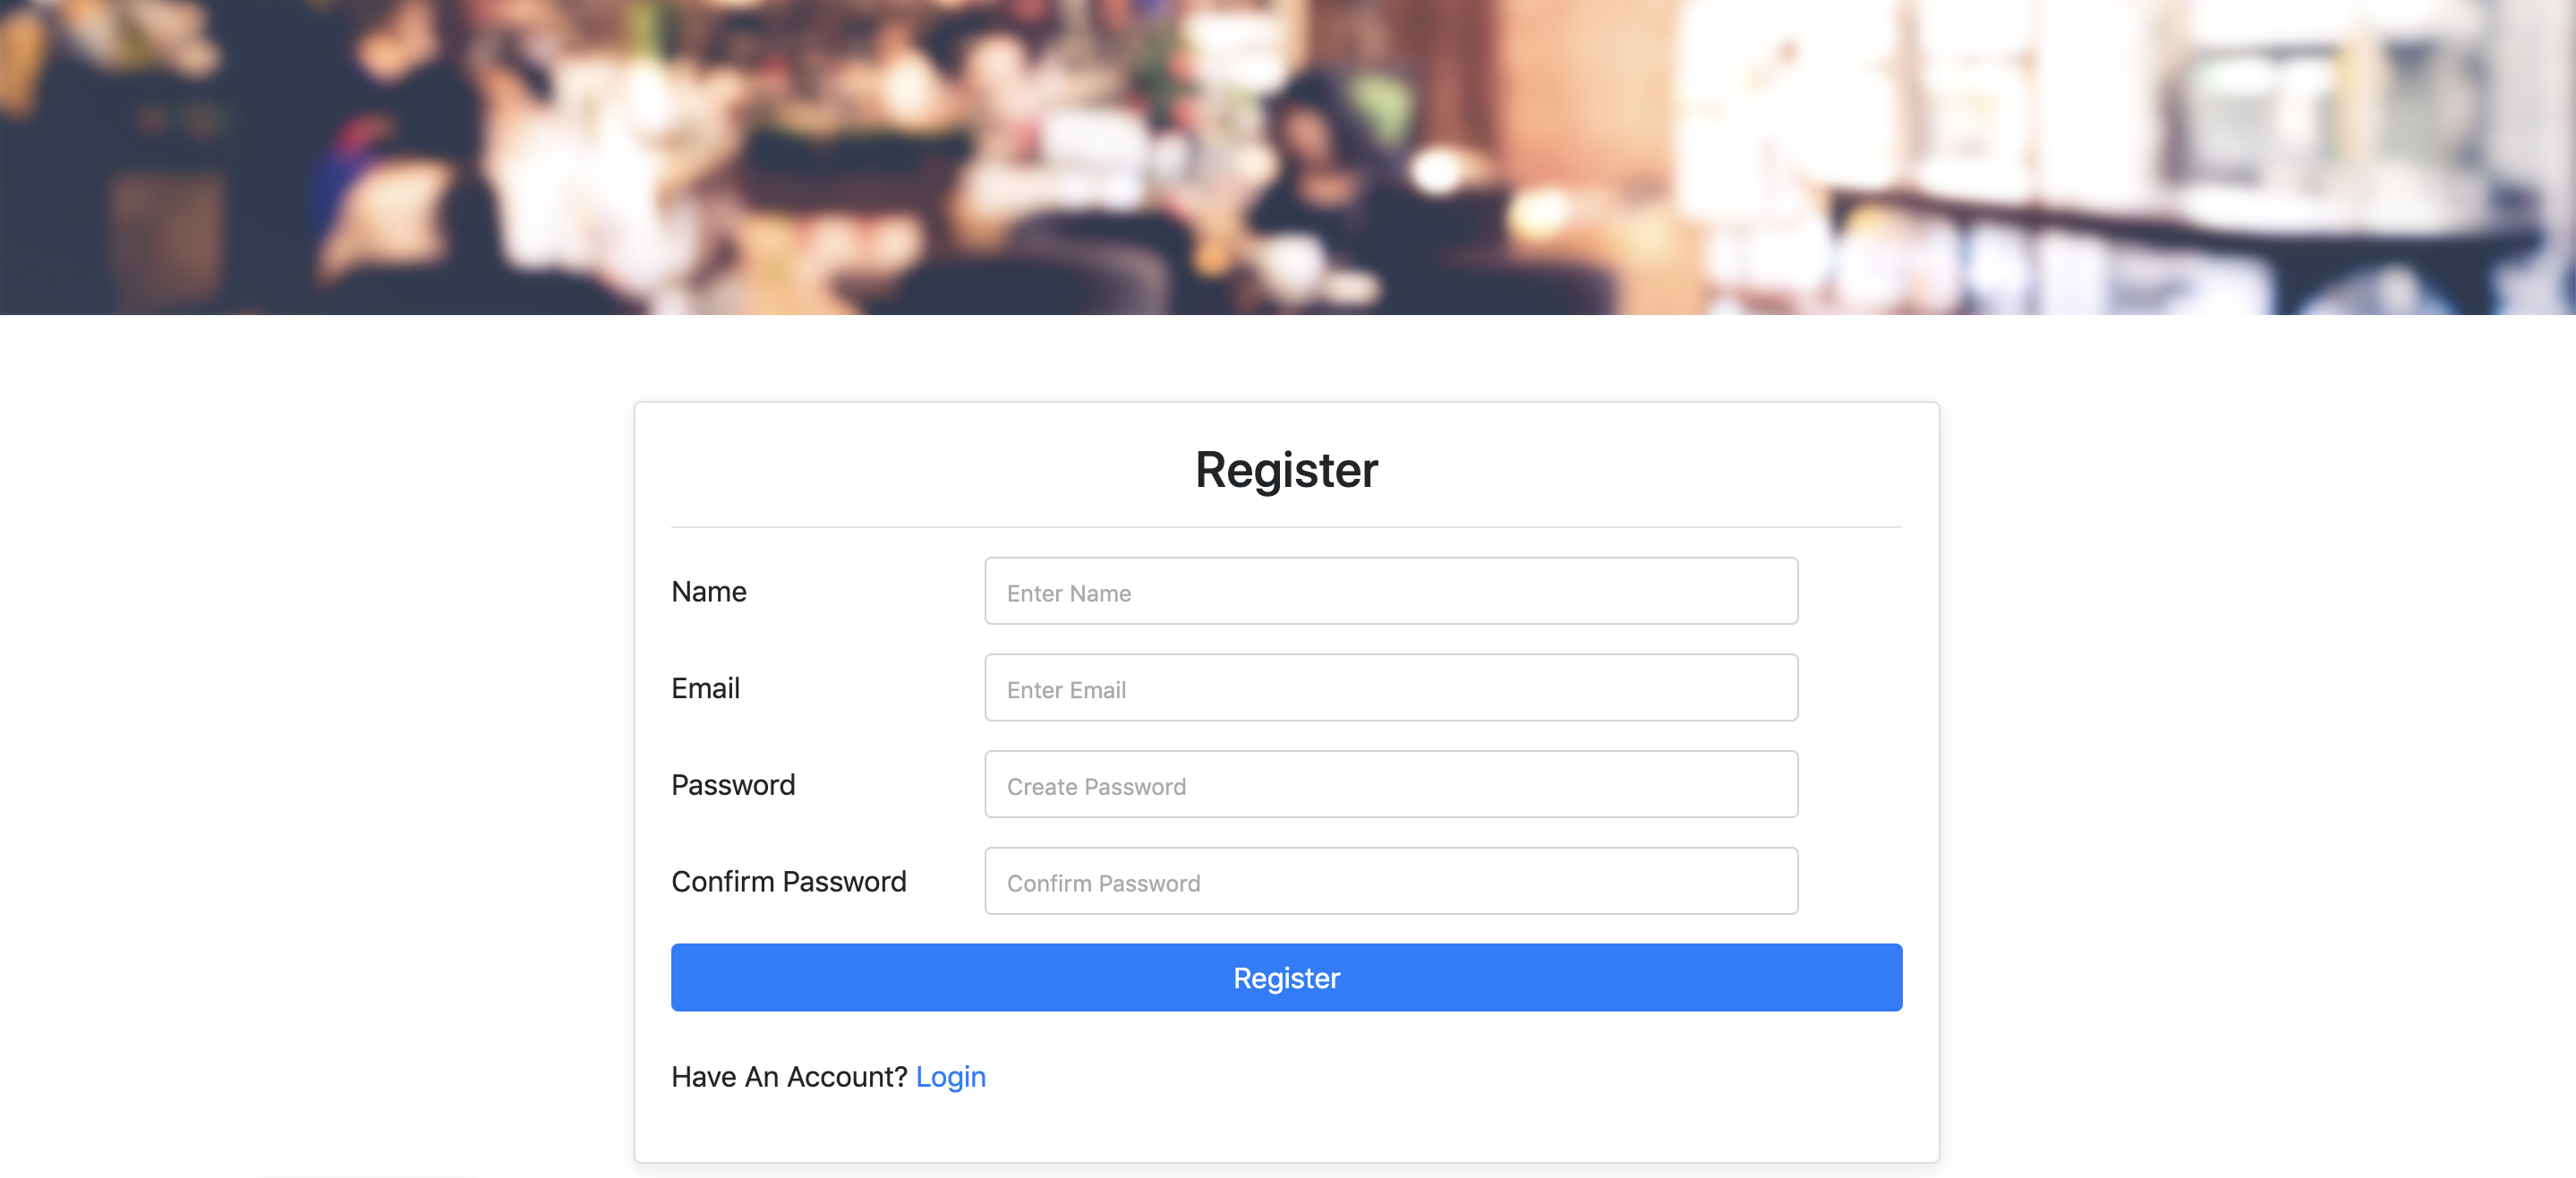 Register
Name
Enter Name
Email
Enter Email
Password
Create Password
Confirm Password
Confirm Password
Register
Have An Account? Login